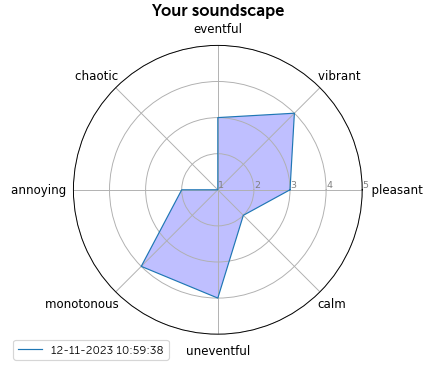 Your soundscape
eventful
chaotic
vibrant
annoying
1 2 3 4 5
pleasant
monotonous
calm
uneventful
12-11-2023 10:59:38